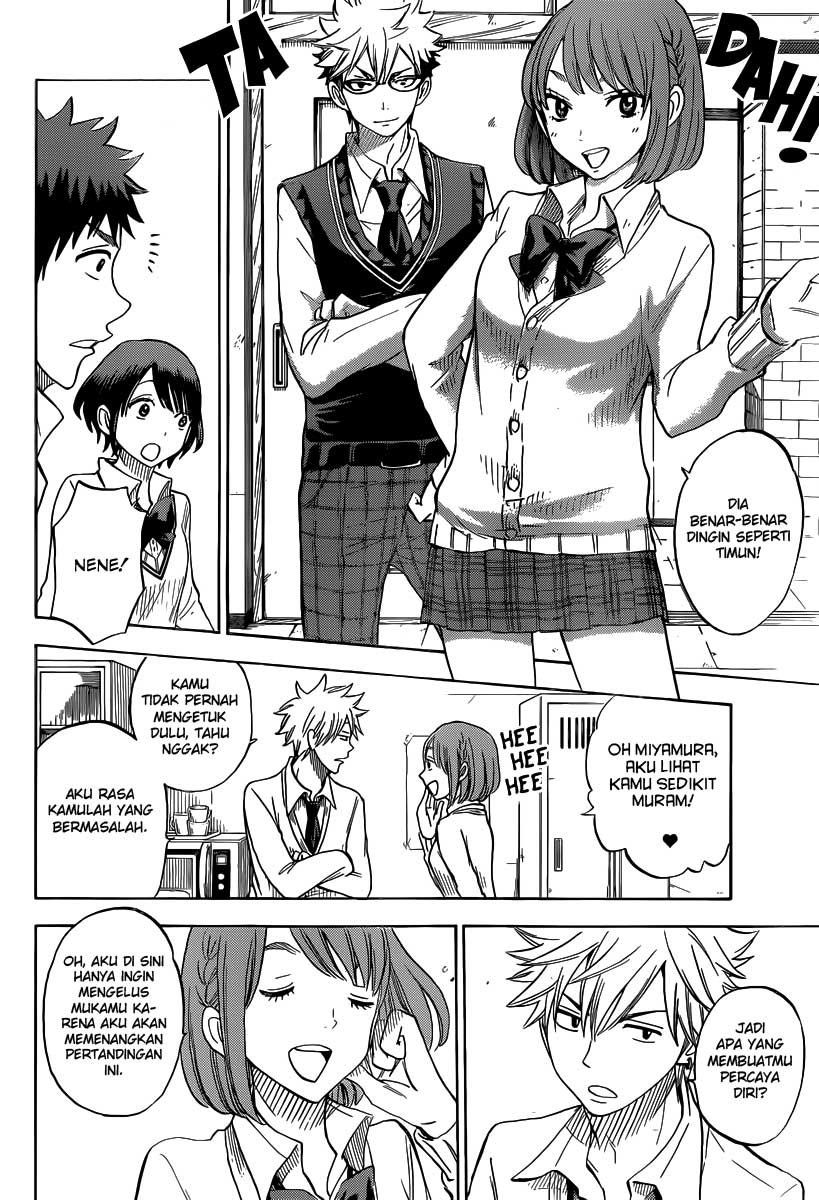 TA
DAH!
DIA
BENAR-BENAR
DINGIN SEPERTI
TIMUN!
NENE!
OH MIYAMURA,
AKU LIHAT
KAMU SEDIKIT
MURAM!
♥
HEE
HEE
HEE
KAMU
TIDAK PERNAH
MENGETUK
DULU, TAHU
NGGAK?
AKU RASA
KAMULAH YANG
BERMASALAH.
JADI
APA YANG
MEMBUATMU
PERCAYA
DIRI?
OH, AKU DI SINI
HANYA INGIN
MENGELUS
MUKAMU KA-
RENA AKU AKAN
MEMENANGKAN
PERTANDINGAN
INI.